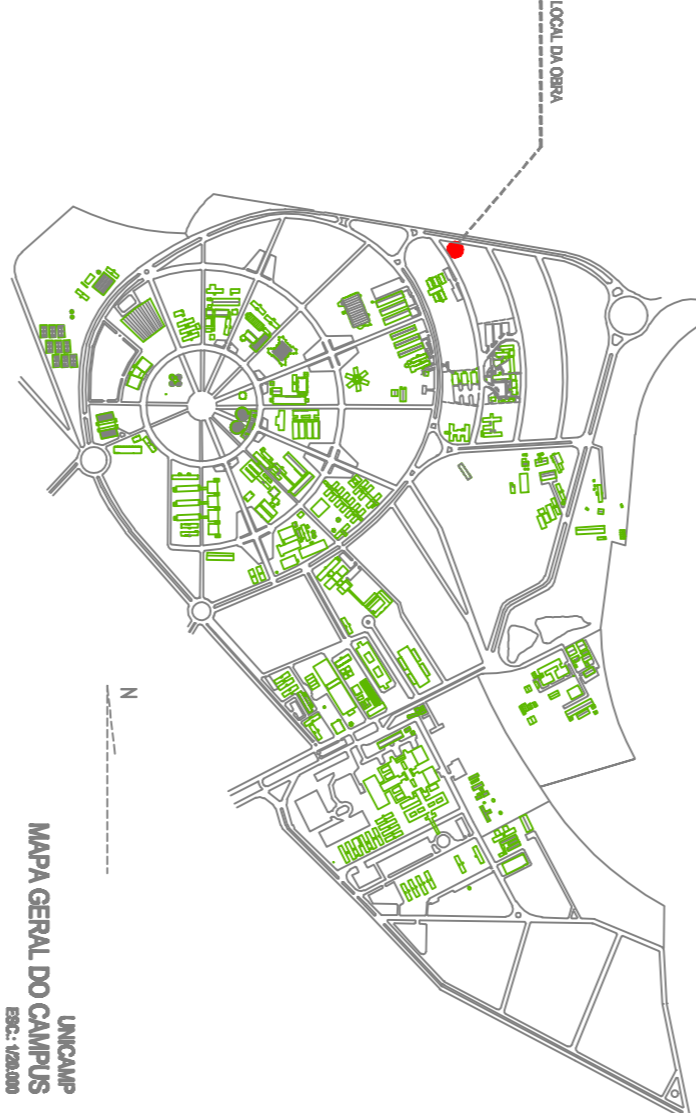 LOCAL DA OBRA
N
UNICAMP
MAPA GERAL DO CAMPUS
ESC.: 1/20.000